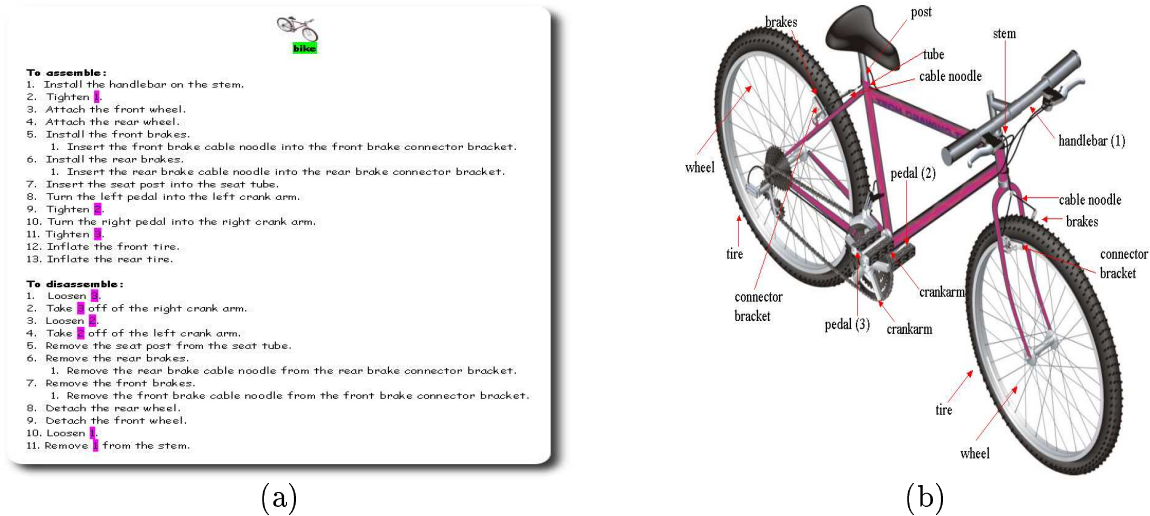 bike
To assemble:
1. Install the handlebar on the stem.
2. Tighten 1.
3. Attach the front wheel.
4. Attach the rear wheel.
5. Install the front brakes.
1. Insert the front brake cable noodle into the front brake connector bracket.
6. Install the rear brakes.
1. Insert the rear brake cable noodle into the rear brake connector bracket.
7. Insert the seat post into the seat tube.
8. Turn the left pedal into the left crank arm.
9. Tighten 2.
10. Turn the right pedal into the right crank arm.
11. Tighten 3.
12. Inflate the front tire.
13. Inflate the rear tire.
To disassemble:
1. Loosen 3.
2. Take 3 off of the right crank arm.
3. Loosen 2.
4. Take 2 off of the left crank arm.
5. Remove the seat post from the seat tube.
6. Remove the rear brakes.
1. Remove the rear brake cable noodle from the rear brake connector bracket.
7. Remove the front brakes.
1. Remove the front brake cable noodle from the front brake connector bracket.
8. Detach the rear wheel.
9. Detach the front wheel.
10. Loosen 1.
11. Remove 1 from the stem.
(a)
post
brakes
stem
tube
cable noodle
handlebar (1)
wheel
pedal (2)
cable noodle
brakes
tire
connector
bracket
connector
bracket
crankarm
pedal (3)
crankarm
tire
wheel
(b)